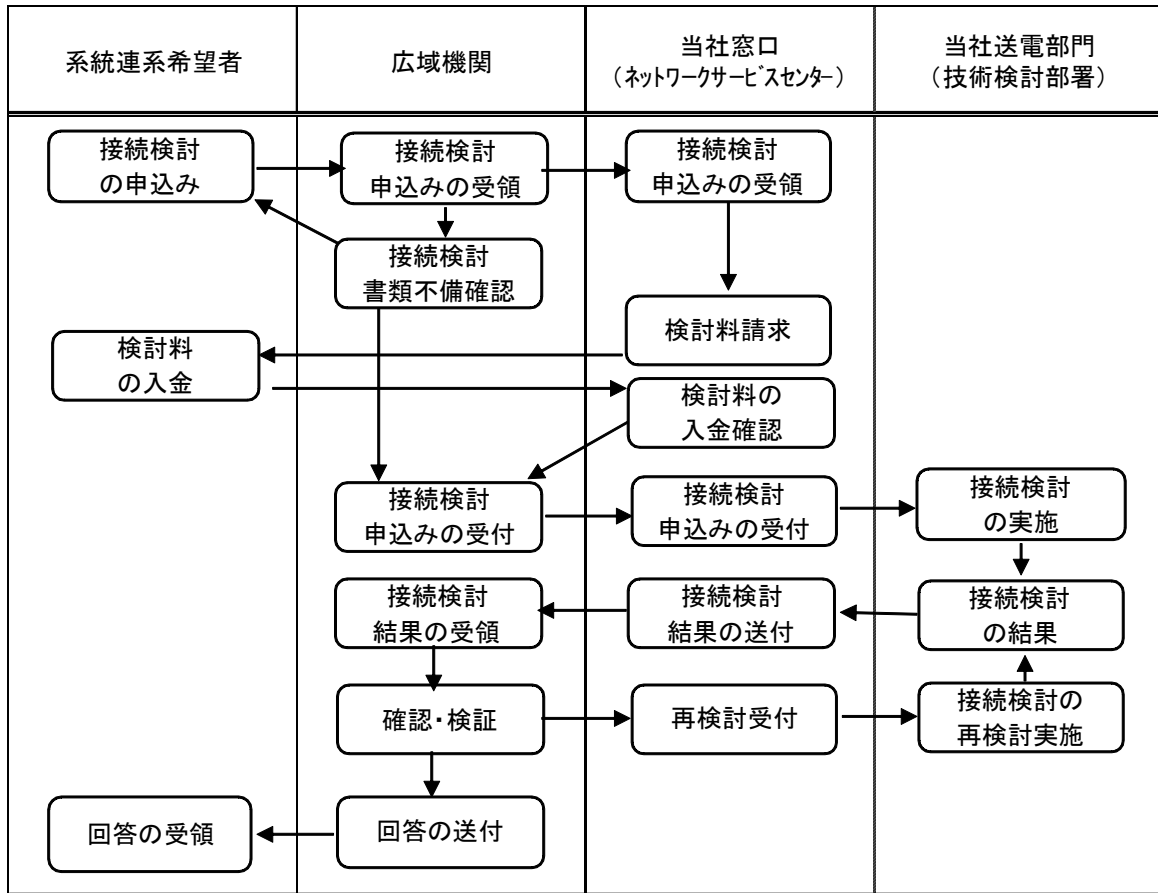 系統連系希望者
広域機関
当社窓口
（ネットワークサービスセンター）
当社送電部門
（技術検討部署）
接続検討
の申込み
接続検討
申込みの受領
接続検討
申込みの受領
接続検討
書類不備確認
検討料請求
検討料
の入金
検討料の
入金確認
接続検討
申込みの受付
接続検討
申込みの受付
接続検討
の実施
接続検討
結果の受領
接続検討
結果の送付
接続検討
の結果
確認・検証
再検討受付
接続検討の
再検討実施
回答の受領
回答の送付